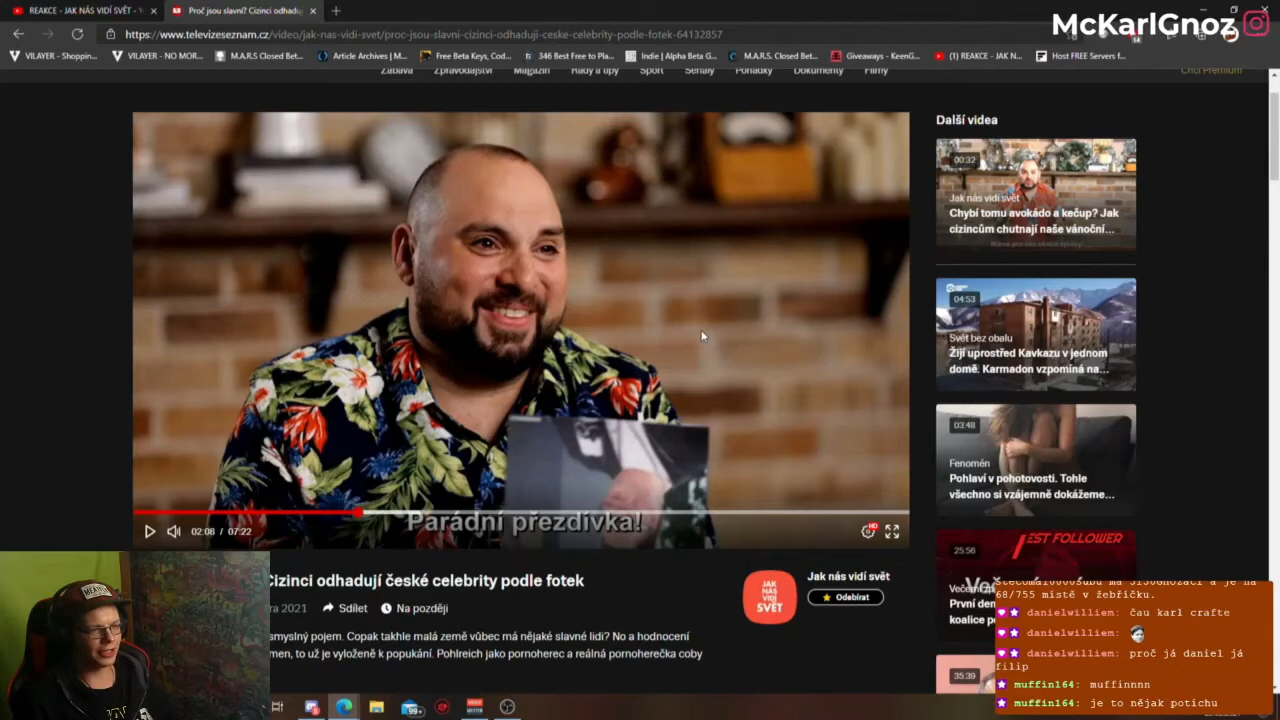 REAKCE - JAK NÁS VIDÍ SVĚT -
Proč jsou slavní? Cizinci odhadují
McKarlGnoz
https://www.televizeseznam.cz/video/jak-nas-vidi-svet/proc-jsou-slavni-cizinci-odhaduji-ceske-celebrity-podle-fotek-64132857
VILAYER - Shoppin...
VILAYER - NO MOR...
M.A.R.S. Closed Bet...
Article Archives | M...
Free Beta Keys, Cod...
346 Best Free to Pla...
Indie | Alpha Beta G...
M.A.R.S. Closed Bet...
Giveaways - KeenG...
(1) REAKCE - JAK N...
Host FREE Servers f...
Zábava Zpravodajství Magazín Rady a tipy Sport Seriály Pohádky Dokumenty Filmy
Chci Premium
Další videa
00:32
Jak nás vidí svět
Chybí tomu avokádo a kečup? Jak
cizincům chutnají naše vánoční...
04:53
Svět bez obalu
Žijí uprostřed Kavkazu v jednom
domě. Karmadon vzpomíná na...
03:48
Fenomén
Pohlaví v pohotovosti. Tohle
všechno si vzájemně dokážeme...
25:56
EST FOLLOWER
První
koalice
35:39
Parádní přezdívka!
02:08 / 07:22
HD
Cizinci odhadují české celebrity podle fotek
2021
Sdílet
Na později
JAK
NÁS
VIDÍ
SVĚT
Jak nás vidí svět
Odebírat
smyslný pojem. Copak takhle malá země vůbec má nějaké slavné lidi? No a hodnocení
men, to už je vyloženě k popukání. Pohlreich jako pornoherec a reálná pornoherečka coby
68/755 místě v žebříčku.
danielwilliem: čau karl crafte
danielwilliem:
danielwilliem: proč já daniel já
filip
muffin164: muffinnnn
muffin164: je to nějak potichu
99+